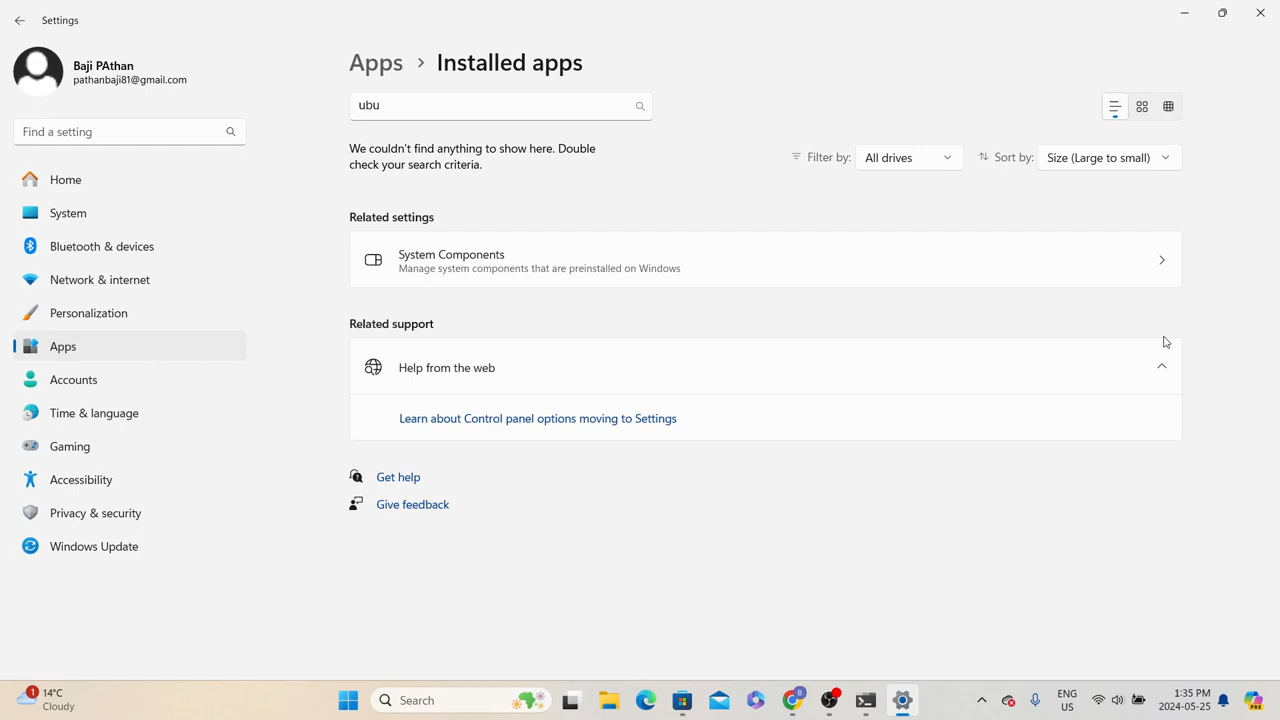 Settings
Baji PAthan
pathanbaji81@gmail.com
Find a setting
Home
System
Bluetooth & devices
Network & internet
Personalization
Apps
Accounts
Time & language
Gaming
Accessibility
Privacy & security
Windows Update
Apps > Installed apps
ubu
We couldn't find anything to show here. Double
check your search criteria.
Filter by: All drives
Sort by: Size (Large to small)
Related settings
System Components
Manage system components that are preinstalled on Windows
Related support
Help from the web
Learn about Control panel options moving to Settings
Get help
Give feedback
1
14°C
Cloudy
Search
8
ENG
US
1:35 PM
2024-05-25
PRE